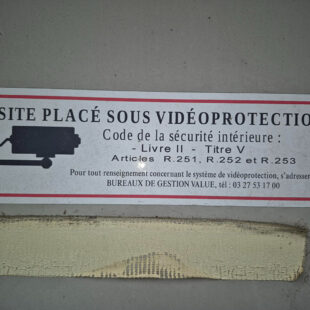 SITE PLACÉ SOUS VIDÉOPROTECTIO
Code de la sécurité intérieure :
- Livre II - Titre V
Articles R.251, R.252 et R.253
Pour tout renseignement concernant le système de vidéoprotection, s'adresser
BUREAUX DE GESTION VALUE, tél : 03 27 53 17 00